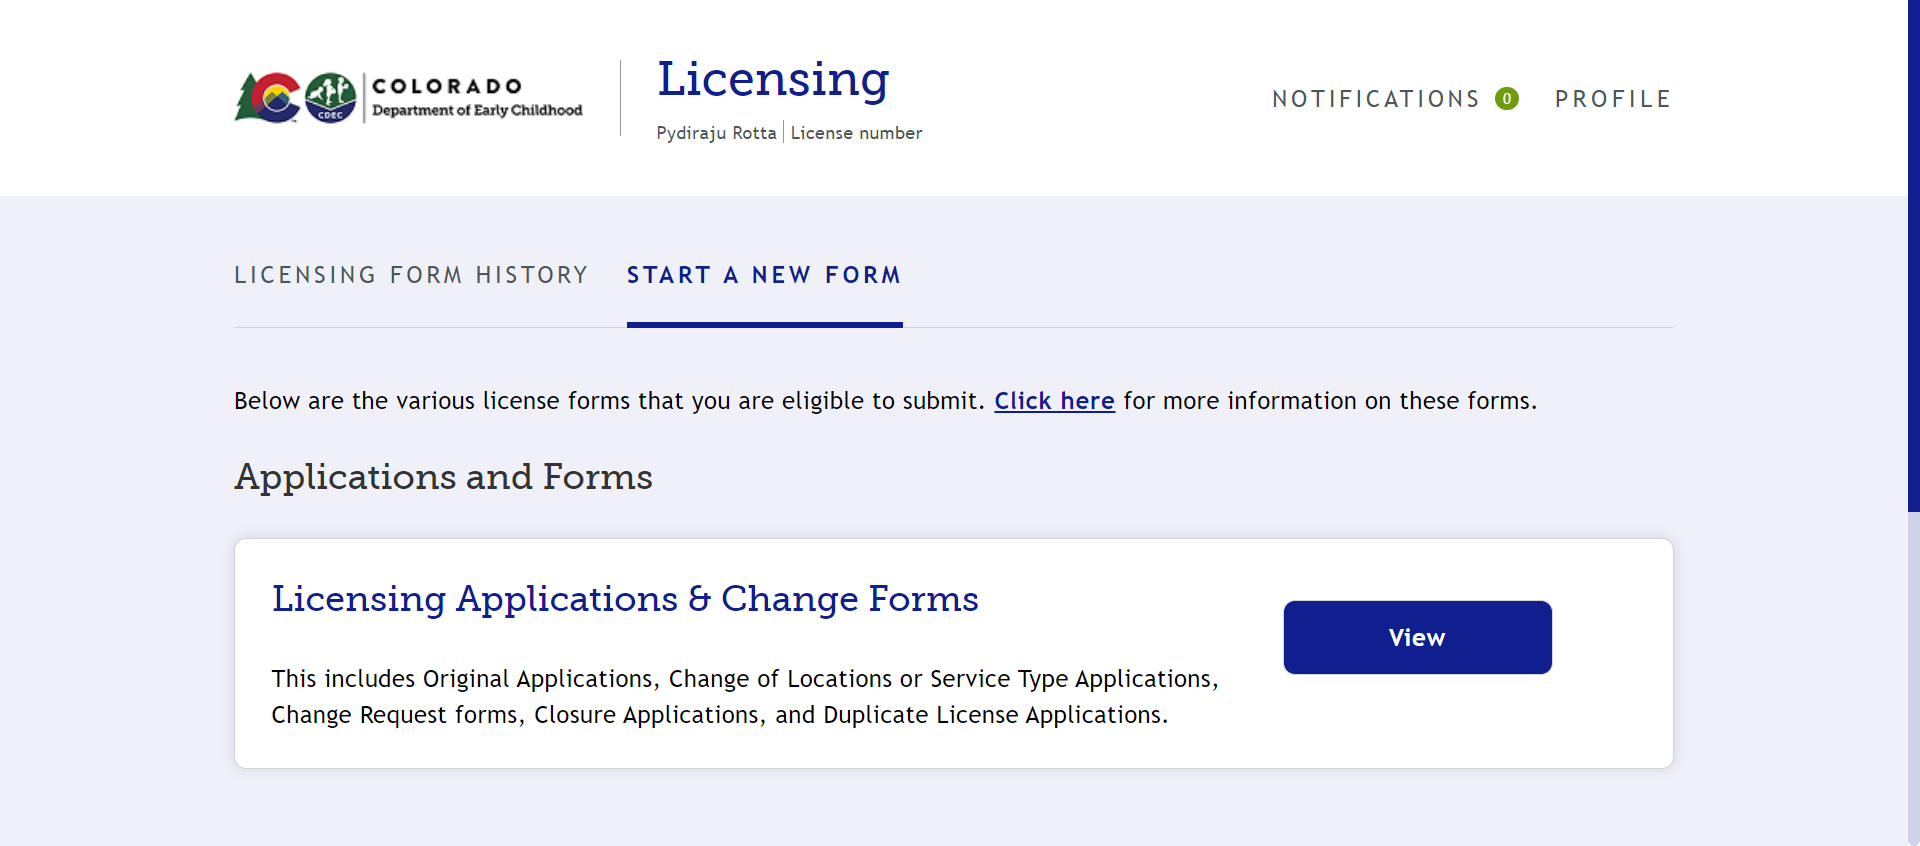 COLORADO
Department of Early Childhood
CDEC
Licensing
Pydiraju Rotta | License number
NOTIFICATIONS 0 PROFILE
LICENSING FORM HISTORY START A NEW FORM
Below are the various license forms that you are eligible to submit. Click here for more information on these forms.
Applications and Forms
Licensing Applications & Change Forms
View
This includes Original Applications, Change of Locations or Service Type Applications,
Change Request forms, Closure Applications, and Duplicate License Applications.